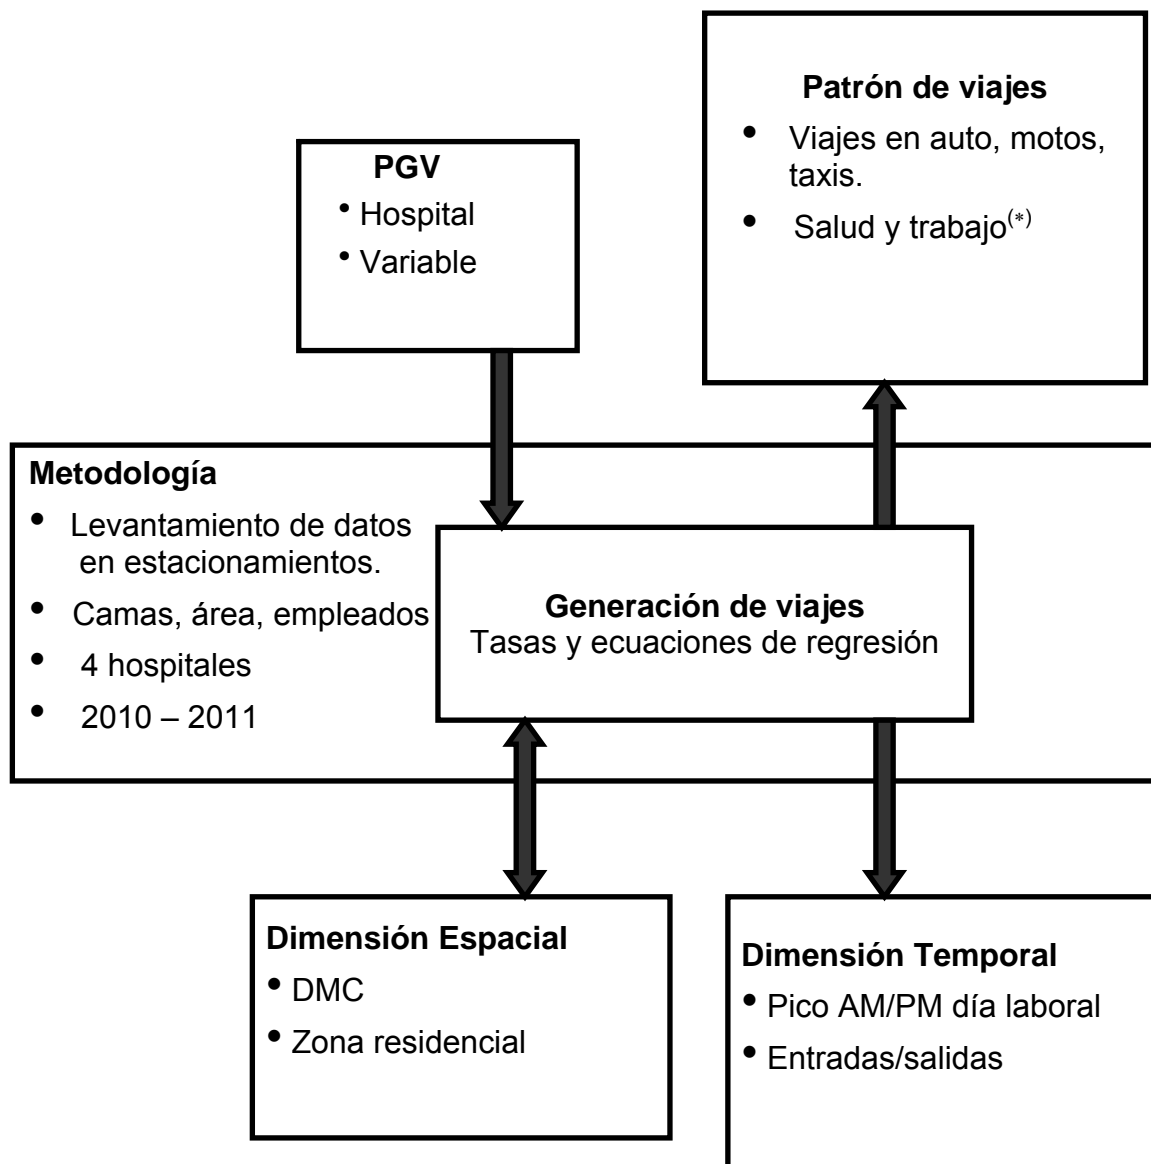 PGV
• Hospital
• Variable
Patrón de viajes
• Viajes en auto, motos,
taxis.
• Salud y trabajo(*)
Metodología
• Levantamiento de datos
en estacionamientos.
• Camas, área, empleados
• 4 hospitales
• 2010 – 2011
Generación de viajes
Tasas y ecuaciones de regresión
Dimensión Espacial
• DMC
• Zona residencial
Dimensión Temporal
• Pico AM/PM día laboral
• Entradas/salidas